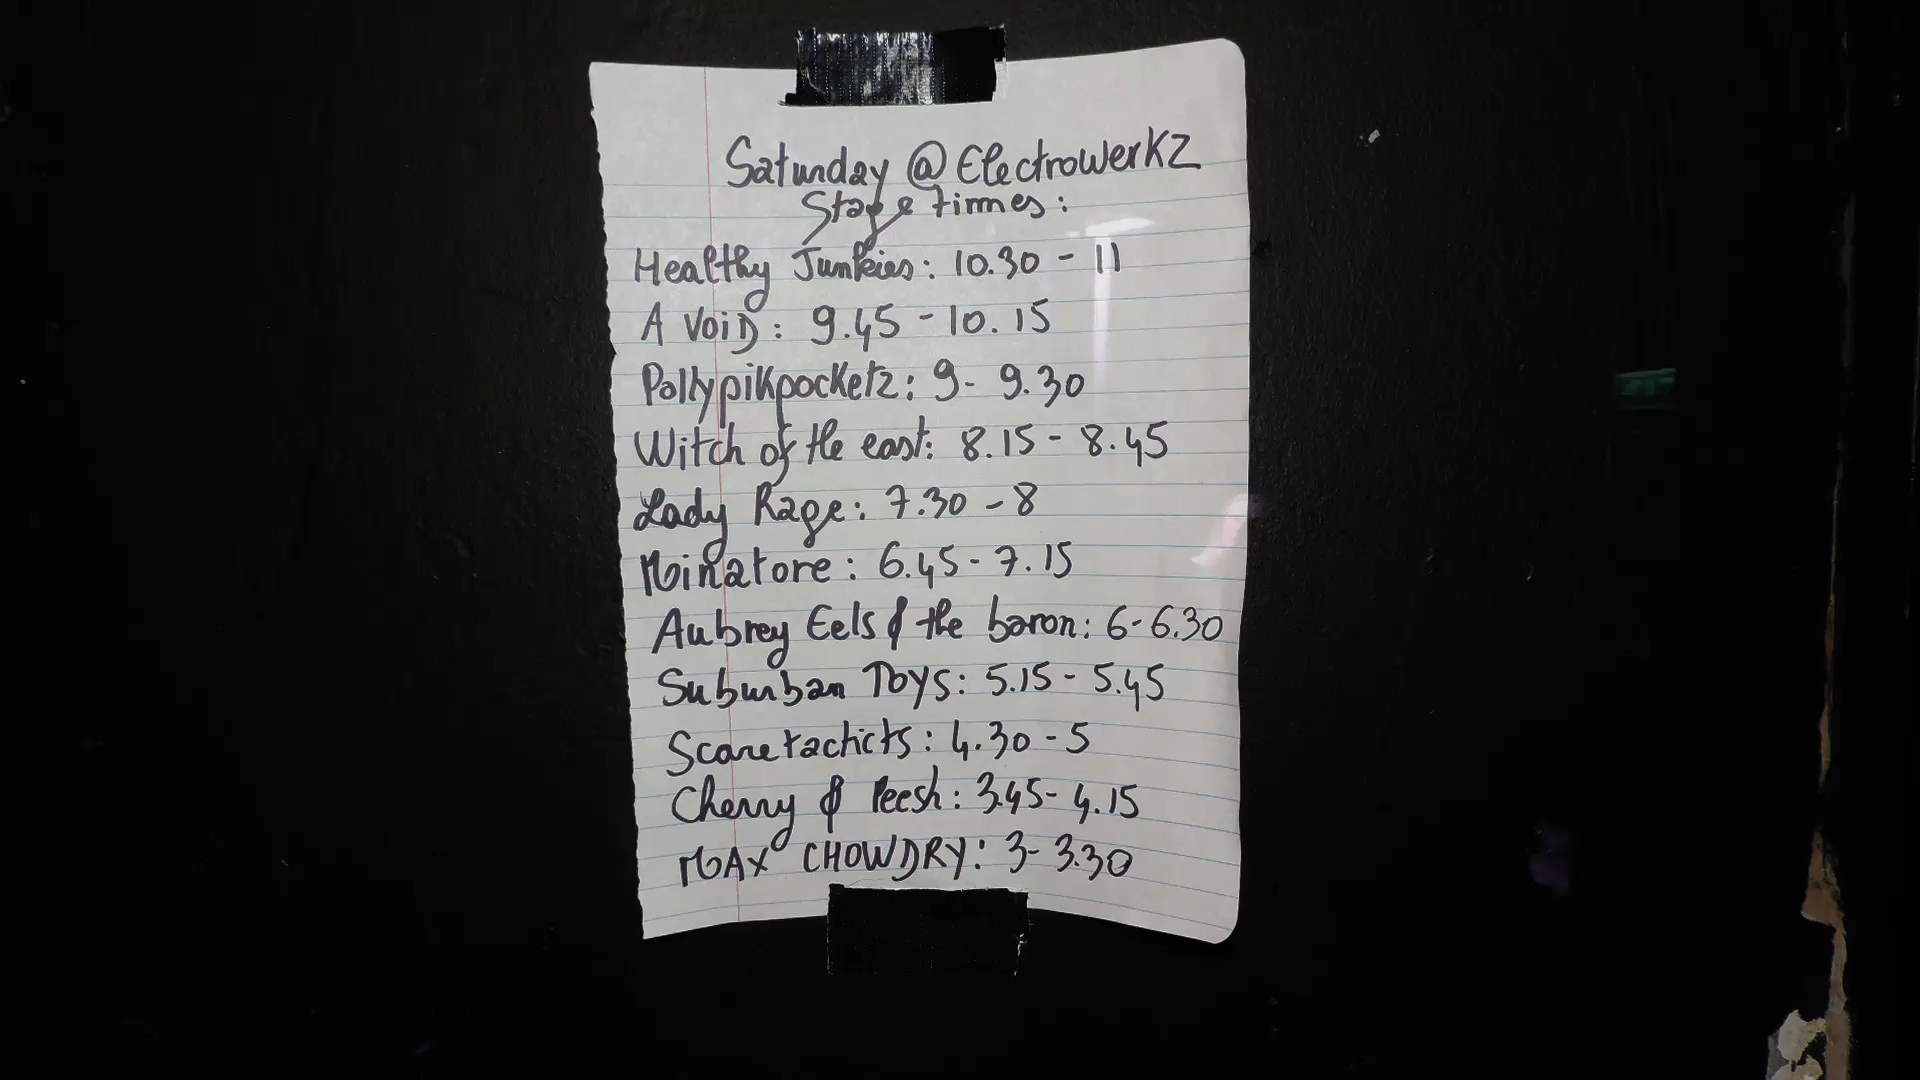 Saturday @ ElectrowerKZ
Stage times:
Healthy Junkies: 10.30 - 11
A VOID: 9.45 - 10.15
Pollypikpocketz: 9 - 9.30
Witch of the east: 8.15 - 8.45
Lady Rage: 7.30 - 8
Minatore: 6.45 - 7.15
Aubrey Eels & the baron: 6 - 6.30
Suburban Toys: 5.15 - 5.45
Scaretacticts: 4.30 - 5
Cherry & Peesh: 3.45 - 4.15
MAX CHOWDRY: 3 - 3.30